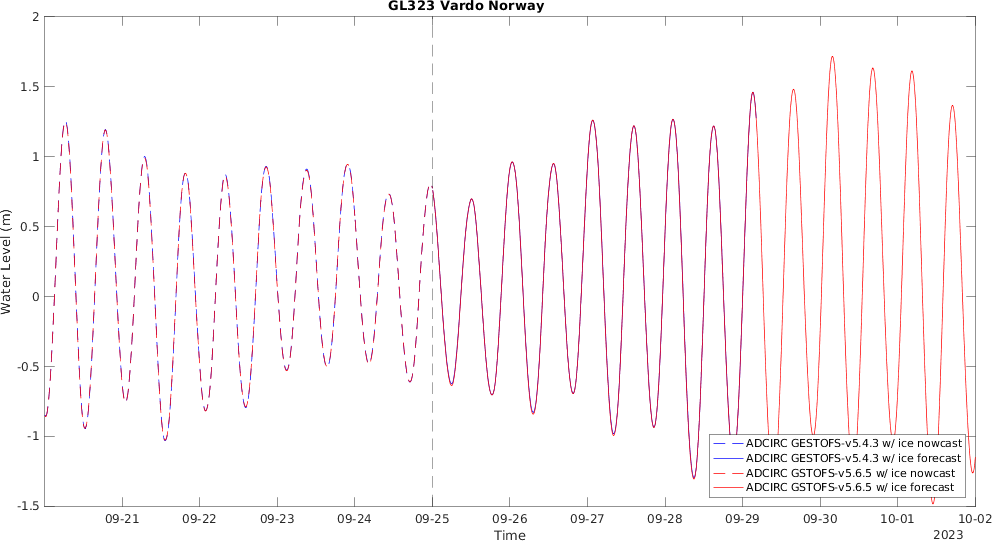 GL323 Vardo Norway
2
1.5
1
0.5
0
-0.5
-1
-1.5
Water Level (m)
ADCIRC GESTOFS-v5.4.3 w/ ice nowcast
ADCIRC GESTOFS-v5.4.3 w/ ice forecast
ADCIRC GSTOFS-v5.6.5 w/ ice nowcast
ADCIRC GSTOFS-v5.6.5 w/ ice forecast
09-21 09-22 09-23 09-24 09-25 09-26 09-27 09-28 09-29 09-30 10-01 10-02
Time
2023